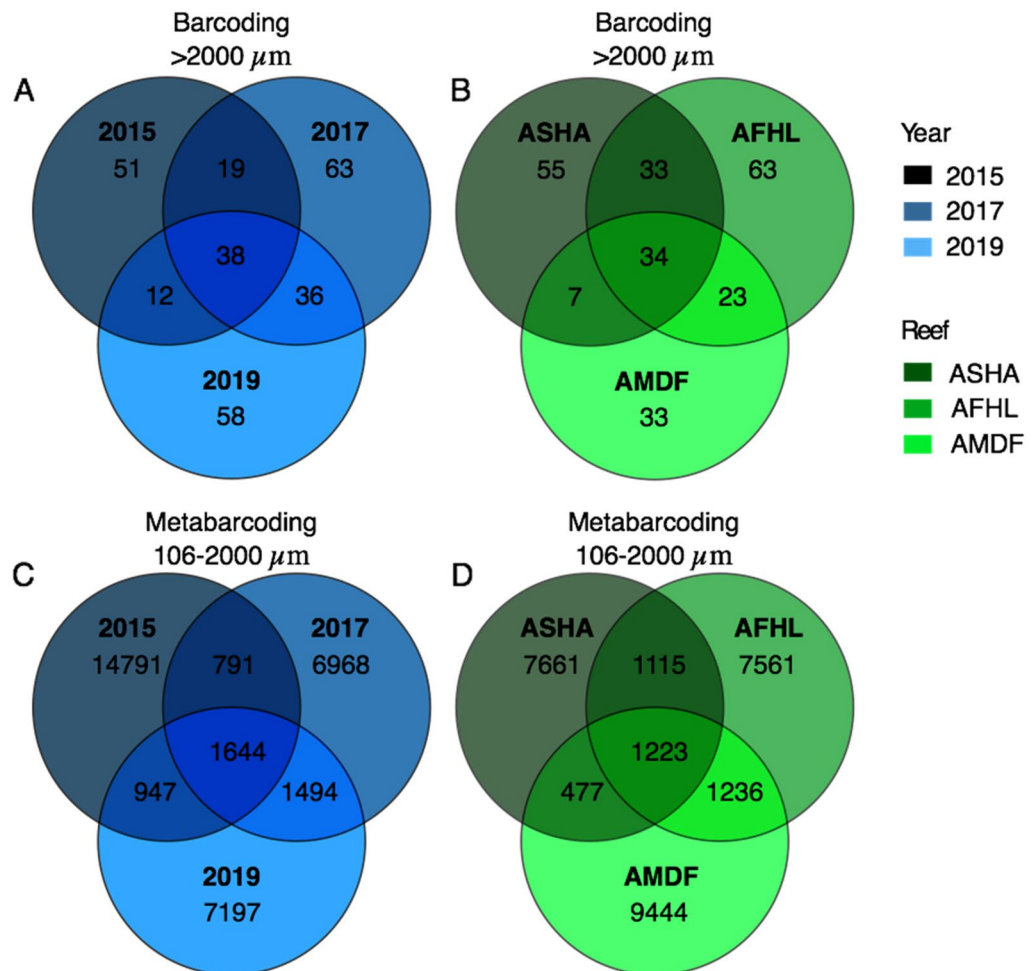 Barcoding
>2000 μm
A
2015
51
19
2017
63
38
12
36
2019
58
Barcoding
>2000 μm
B
ASHA
55
33
AFHL
63
34
7
23
AMDF
33
Year
2015
2017
2019
Reef
ASHA
AFHL
AMDF
Metabarcoding
106-2000 μm
C
2015
14791
791
2017
6968
1644
947
1494
2019
7197
Metabarcoding
106-2000 μm
D
ASHA
7661
1115
AFHL
7561
1223
477
1236
AMDF
9444